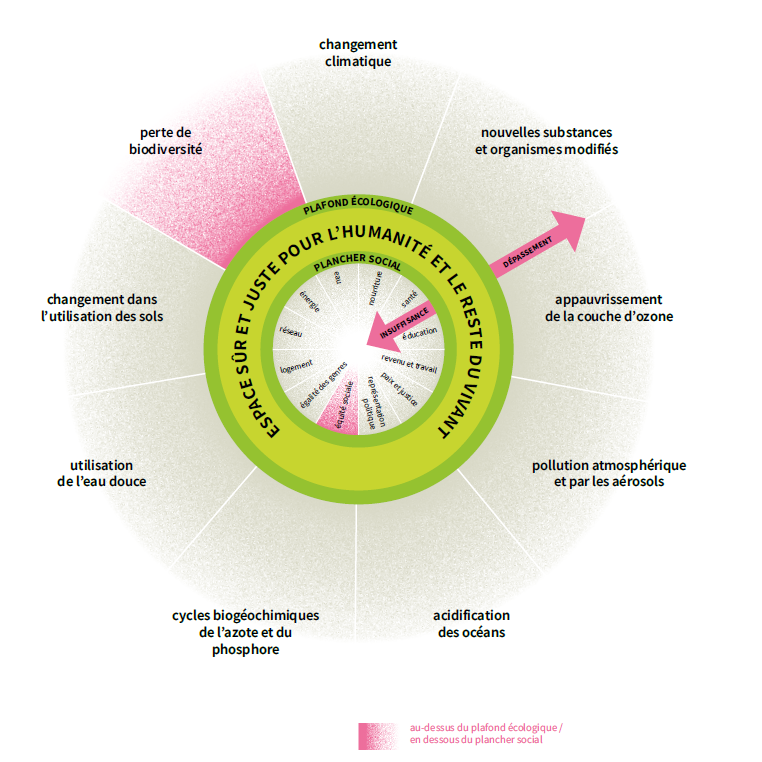 changement
climatique
perte de
biodiversité
nouvelles substances
et organismes modifiés
PLAFOND ÉCOLOGIQUE
ESPACE SÛR ET JUSTE POUR L'HUMANITÉ ET LE RESTE DU VIVANT
PLANCHER SOCIAL
DÉPASSEMENT
changement dans
l'utilisation des sols
appauvrissement
de la couche d'ozone
eau
nourriture
santé
énergie
INSUFFISANCE
éducation
réseau
revenu et travail
logement
paix et justice
égalité des genres
représentation
politique
équité sociale
utilisation
de l'eau douce
pollution atmosphérique
et par les aérosols
cycles biogéochimiques
de l'azote et du
phosphore
acidification
des océans
au-dessus du plafond écologique /
en dessous du plancher social